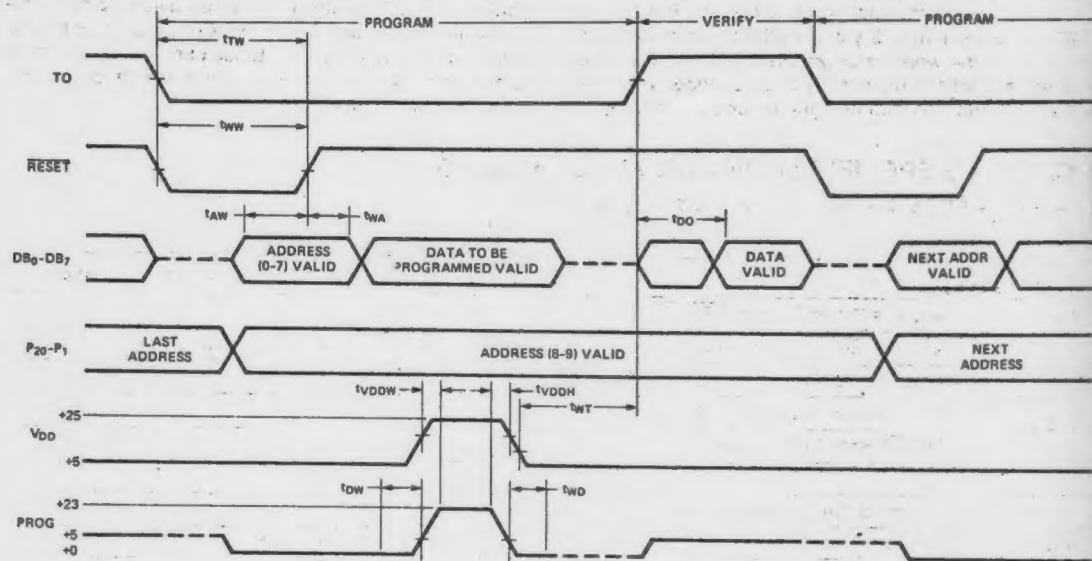 PROGRAM VERIFY PROGRAM
tTW
TO
tWW
RESET
tAW tWA tDO
DB0-DB7
ADDRESS
(0-7) VALID
DATA TO BE
PROGRAMMED VALID
DATA
VALID
NEXT ADDR
VALID
P20-P1
LAST
ADDRESS
ADDRESS (8-9) VALID
NEXT
ADDRESS
tVDDW tVDDH
tWT
+25
VDD
+5
tDW tWD
+23
PROG
+5
+0